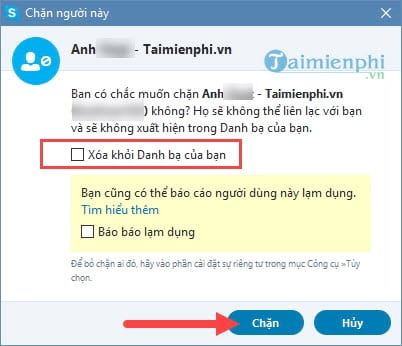 Chặn người này
Anh - Taimienphi.vn
Taimienphi
.vn
Bạn có chắc muốn chặn Anh - Taimienphi.vn
) không? Họ sẽ không thể liên lạc với bạn
và sẽ không xuất hiện trong Danh bạ của bạn.
Xóa khỏi Danh bạ của bạn
Bạn cũng có thể báo cáo người dùng này lạm dụng.
Tìm hiểu thêm
Báo báo lạm dụng
Để bỏ chặn ai đó, hãy vào phần cài đặt sự riêng tư trong mục Công cụ »Tùy
chọn.
Chặn
Hủy